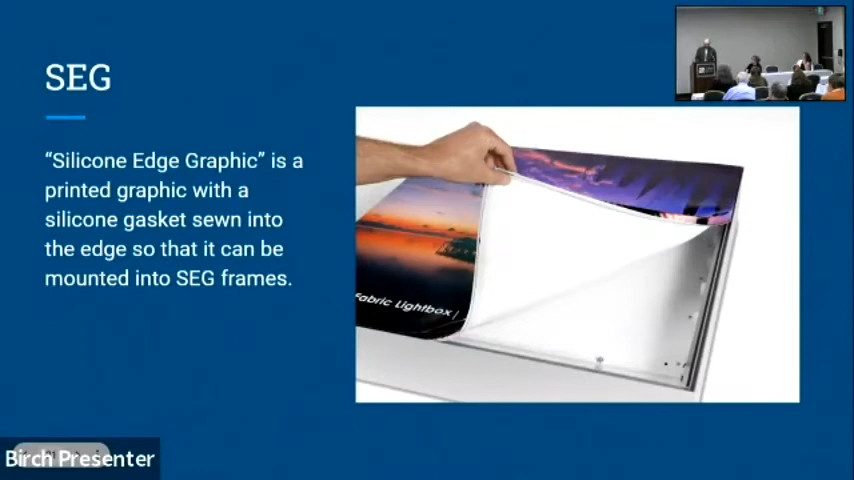 SEG
“Silicone Edge Graphic” is a
printed graphic with a
silicone gasket sewn into
the edge so that it can be
mounted into SEG frames.
Fabric Lightbox |
Birch Presenter